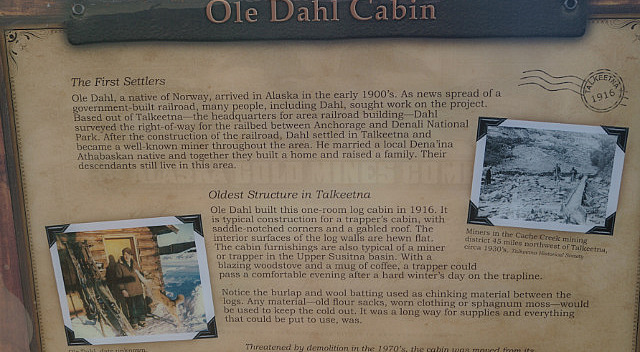 Ole Dahl Cabin
The First Settlers
Ole Dahl, a native of Norway, arrived in Alaska in the early 1900's. As news spread of a
government-built railroad, many people, including Dahl, sought work on the project.
Based out of Talkeetna—the headquarters for area railroad building—Dahl
surveyed the right-of-way for the railbed between Anchorage and Denali National
Park. After the construction of the railroad, Dahl settled in Talkeetna and
became a well-known miner throughout the area. He married a local Dena'ina
Athabaskan native and together they built a home and raised a family. Their
descendants still live in this area.
TALKEETNA
1916
Miners in the Cache Creek mining
district 45 miles northwest of Talkeetna,
circa 1930's. Talkeetna Historical Society
Oldest Structure in Talkeetna
Ole Dahl built this one-room log cabin in 1916. It
is typical construction for a trapper's cabin, with
saddle-notched corners and a gabled roof. The
interior surfaces of the log walls are hewn flat.
The cabin furnishings are also typical of a miner
or trapper in the Upper Susitna basin. With a
blazing woodstove and a mug of coffee, a trapper could
pass a comfortable evening after a hard winter's day on the trapline.
Notice the burlap and wool batting used as chinking material between the
logs. Any material—old flour sacks, worn clothing or sphagnum moss—would
be used to keep the cold out. It was a long way for supplies and everything
that could be put to use, was.
Ole Dahl, date unknown.
Threatened by demolition in the 1970's, the cabin was moved from its